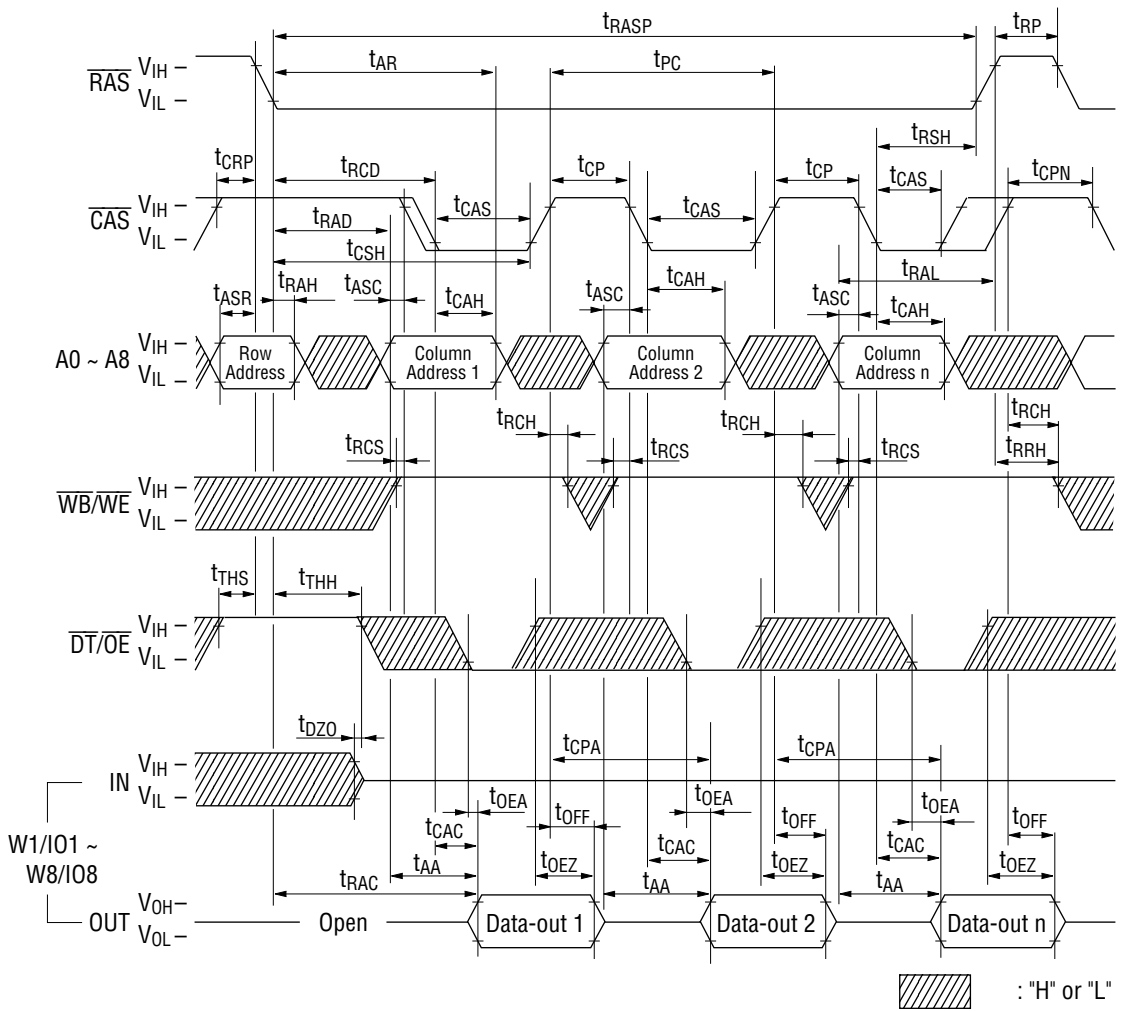 tRASP
tRP
tAR
tPC
RAS
VIH
VIL
tRSH
tCRP
tRCD
tCP
tCP
tCAS
tCPN
CAS
VIH
VIL
tCAS
tCAS
tRAD
tCSH
tRAL
tASR
tRAH
tASC
tCAH
tASC
tCAH
tASC
tCAH
A0 ~ A8
VIH
VIL
Row
Address
Column
Address 1
Column
Address 2
Column
Address n
tRCH
tRCH
tRCH
tRCS
tRCS
tRCS
tRRH
WB/WE
VIH
VIL
tTHS
tTHH
DT/OE
VIH
VIL
tDZO
tCPA
tCPA
IN
VIH
VIL
tOEA
tOEA
tOEA
tOFF
tOFF
tOFF
W1/IO1 ~
W8/IO8
tCAC
tCAC
tCAC
tOEZ
tOEZ
tOEZ
tAA
tAA
tAA
tRAC
OUT
VOH
VOL
Open
Data-out 1
Data-out 2
Data-out n
: "H" or "L"